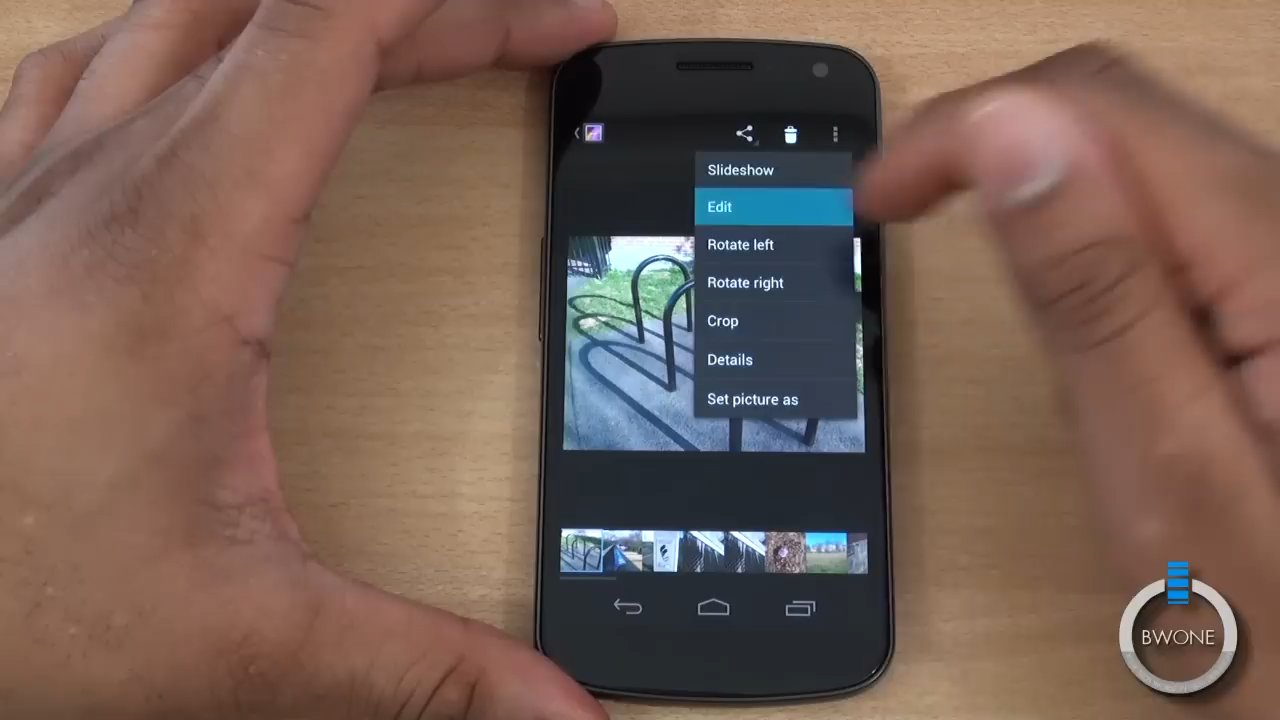 Slideshow
Edit
Rotate left
Rotate right
Crop
Details
Set picture as
BWONE